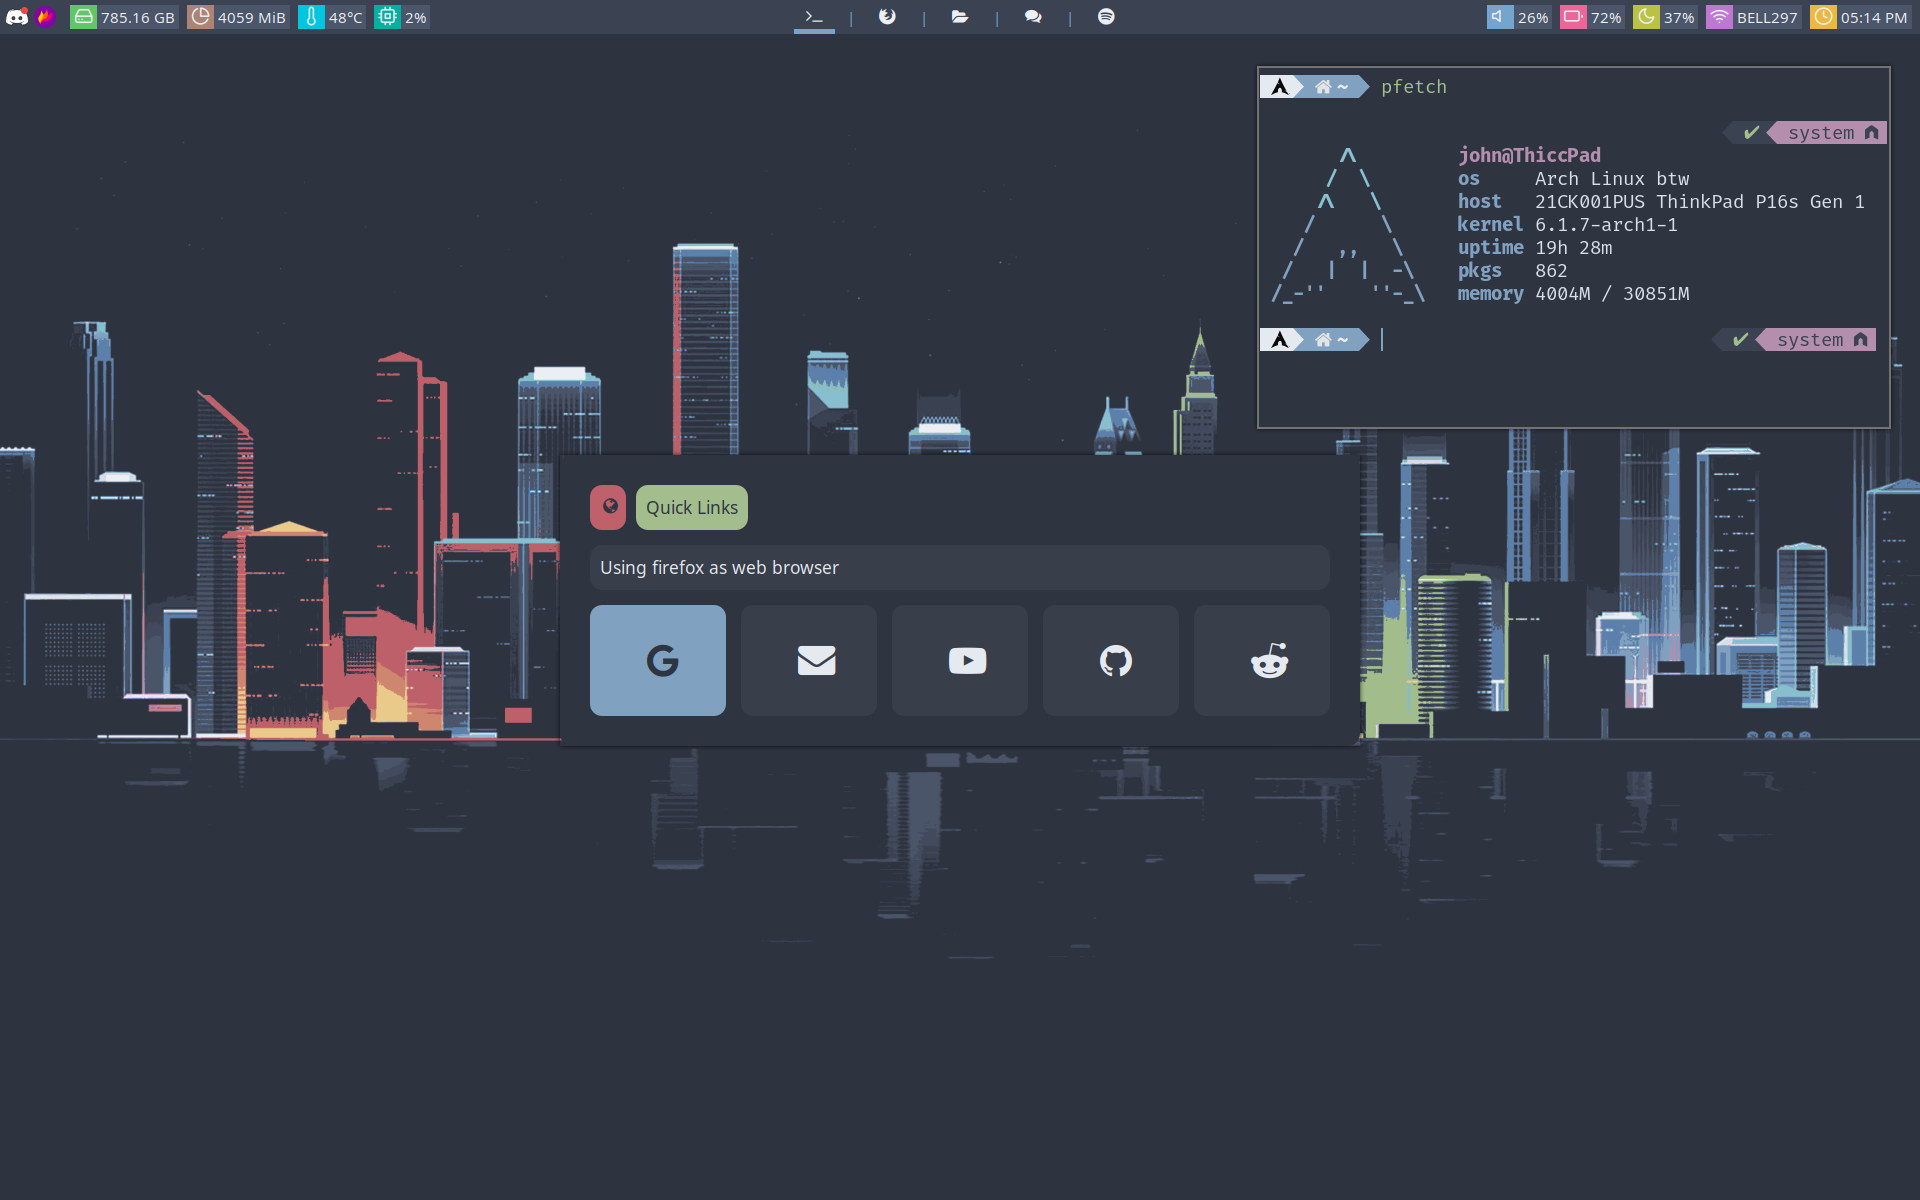 785.16 GB 4059 MiB 48°C 2% 26% 72% 37% BELL297 05:14 PM
~ pfetch
✔ system
john@ThiccPad
os Arch Linux btw
host 21CK001PUS ThinkPad P16s Gen 1
kernel 6.1.7-arch1-1
uptime 19h 28m
pkgs 862
memory 4004M / 30851M
~ ✔ system
Quick Links
Using firefox as web browser